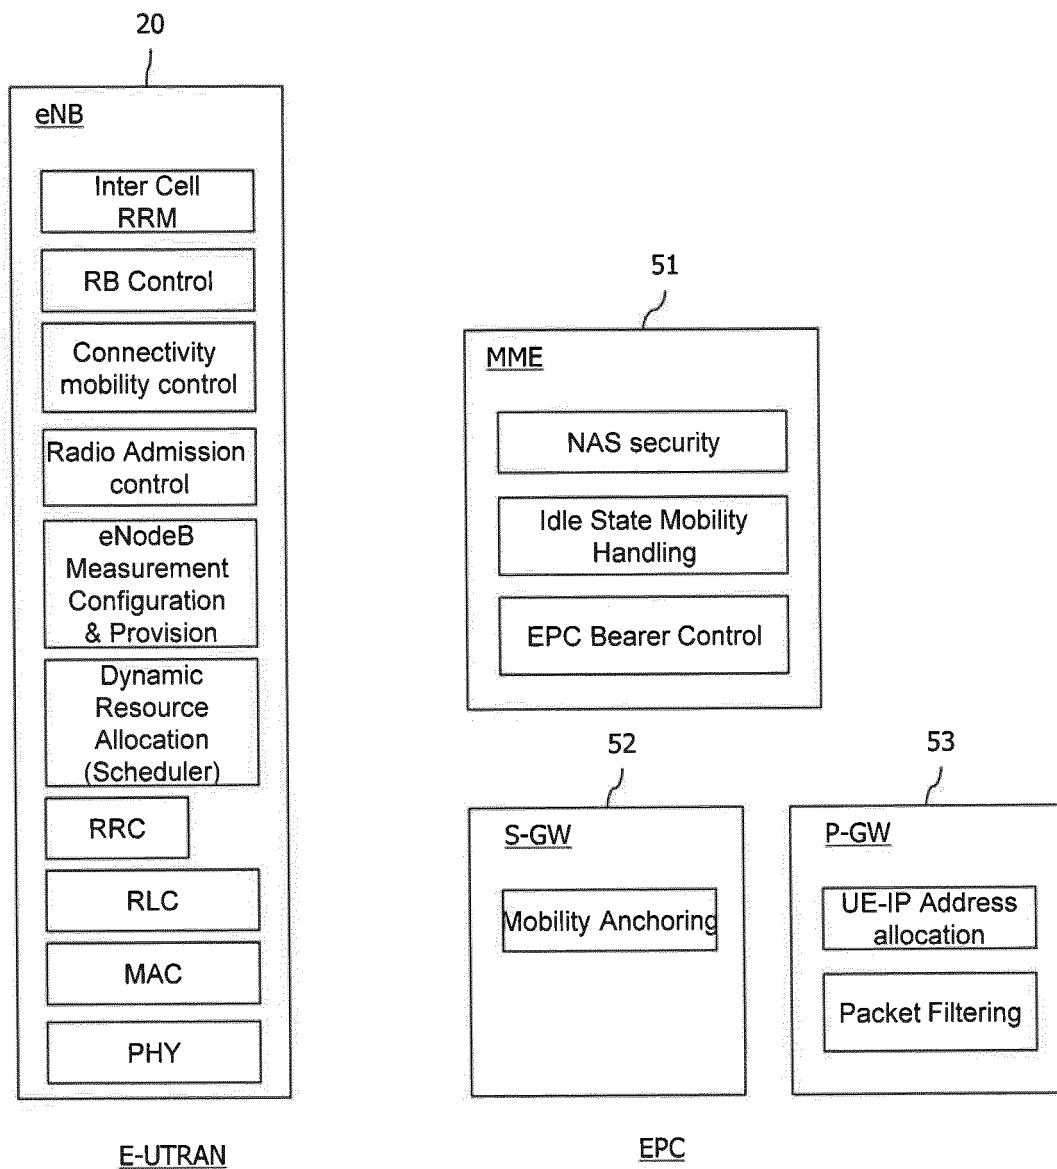 20
eNB
Inter Cell
RRM
RB Control
Connectivity
mobility control
Radio Admission
control
eNodeB
Measurement
Configuration
& Provision
Dynamic
Resource
Allocation
(Scheduler)
RRC
RLC
MAC
PHY
E-UTRAN
51
MME
NAS security
Idle State Mobility
Handling
EPC Bearer Control
52
S-GW
Mobility Anchoring
53
P-GW
UE-IP Address
allocation
Packet Filtering
EPC